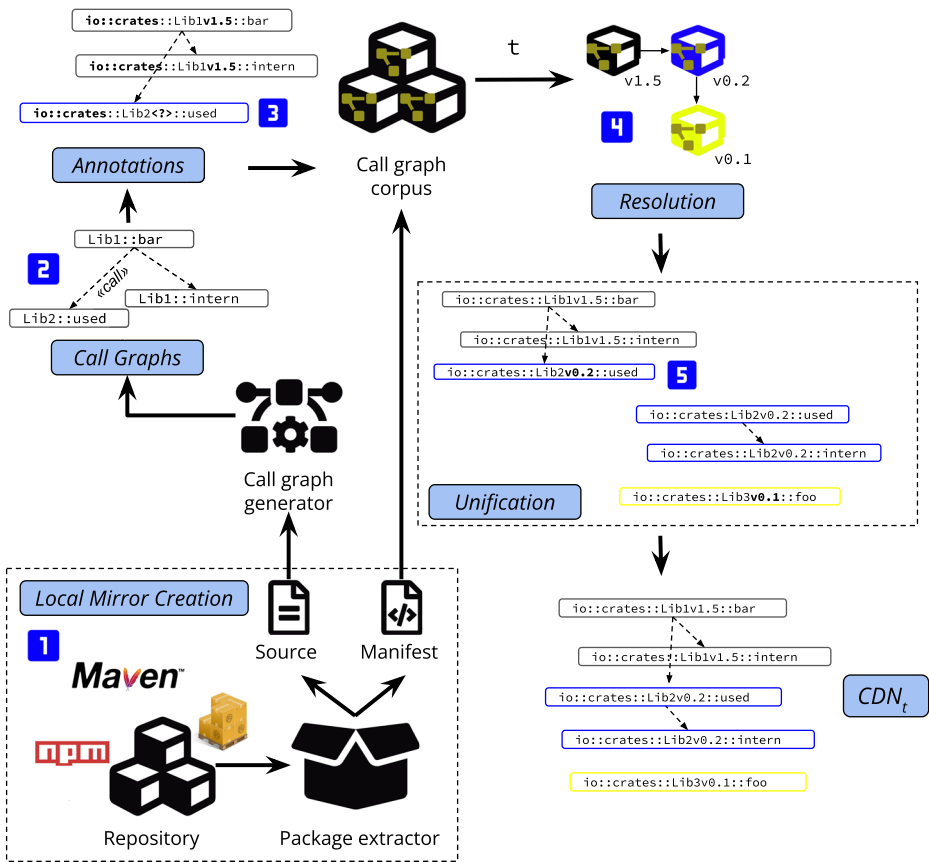 io::crates::Lib1v1.5::bar
io::crates::Lib1v1.5::intern
io::crates::Lib2<?>::used
3
Annotations
Lib1::bar
2
«call»
Lib1::intern
Lib2::used
Call Graphs
Call graph
generator
Call graph
corpus
t
v1.5
v0.2
4
v0.1
Resolution
io::crates::Lib1v1.5::bar
io::crates::Lib1v1.5::intern
io::crates::Lib2v0.2::used
5
io::crates:Lib2v0.2::used
io::crates::Lib2v0.2::intern
io::crates::Lib3v0.1::foo
Unification
Local Mirror Creation
1
Source
Manifest
Maven™
npm
Repository
Package extractor
io::crates::Lib1v1.5::bar
io::crates::Lib1v1.5::intern
io::crates::Lib2v0.2::used
io::crates::Lib2v0.2::intern
io::crates::Lib3v0.1::foo
CDNt